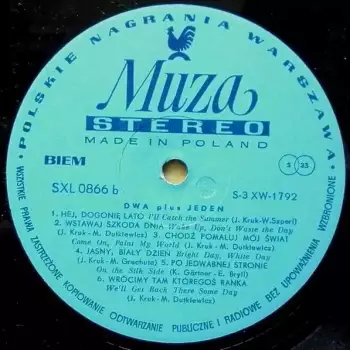 • POLSKIE NAGRANIA WARSZAWA •
Muza
STEREO
MADE IN POLAND
BIEM
S 33
SXL 0866 b
S-3 XW-1792
DWA plus JEDEN
1. HEJ, DOGONIĘ LATO I'll Catch the Summer (J. Kruk-W.Szperl)
2. WSTAWAJ SZKODA DNIA Wake Up, Don't Waste the Day
(J. Kruk-M. Dutkiewicz) 3. CHODŹ POMALUJ MÓJ ŚWIAT
Come On, Paint My World (J. Kruk - M. Dutkiewicz)
4. JASNY, BIAŁY DZIEŃ Bright Day, White Day
(J. Kruk-M. Grechuta) 5. PO JEDWABNEJ STRONIE
On the Silk Side (K. Gärtner - E. Bryll)
6. WRÓCIMY TAM KTÓREGOŚ RANKA
We'll Get Back There Some Day
(J. Kruk - M. Dutkiewicz)
WSZYSTKIE PRAWA ZASTRZEŻONE KOPIOWANIE ODTWARZANIE PUBLICZNE I RADIOWE BEZ UPOWAŻNIENIA WZBRONIONE